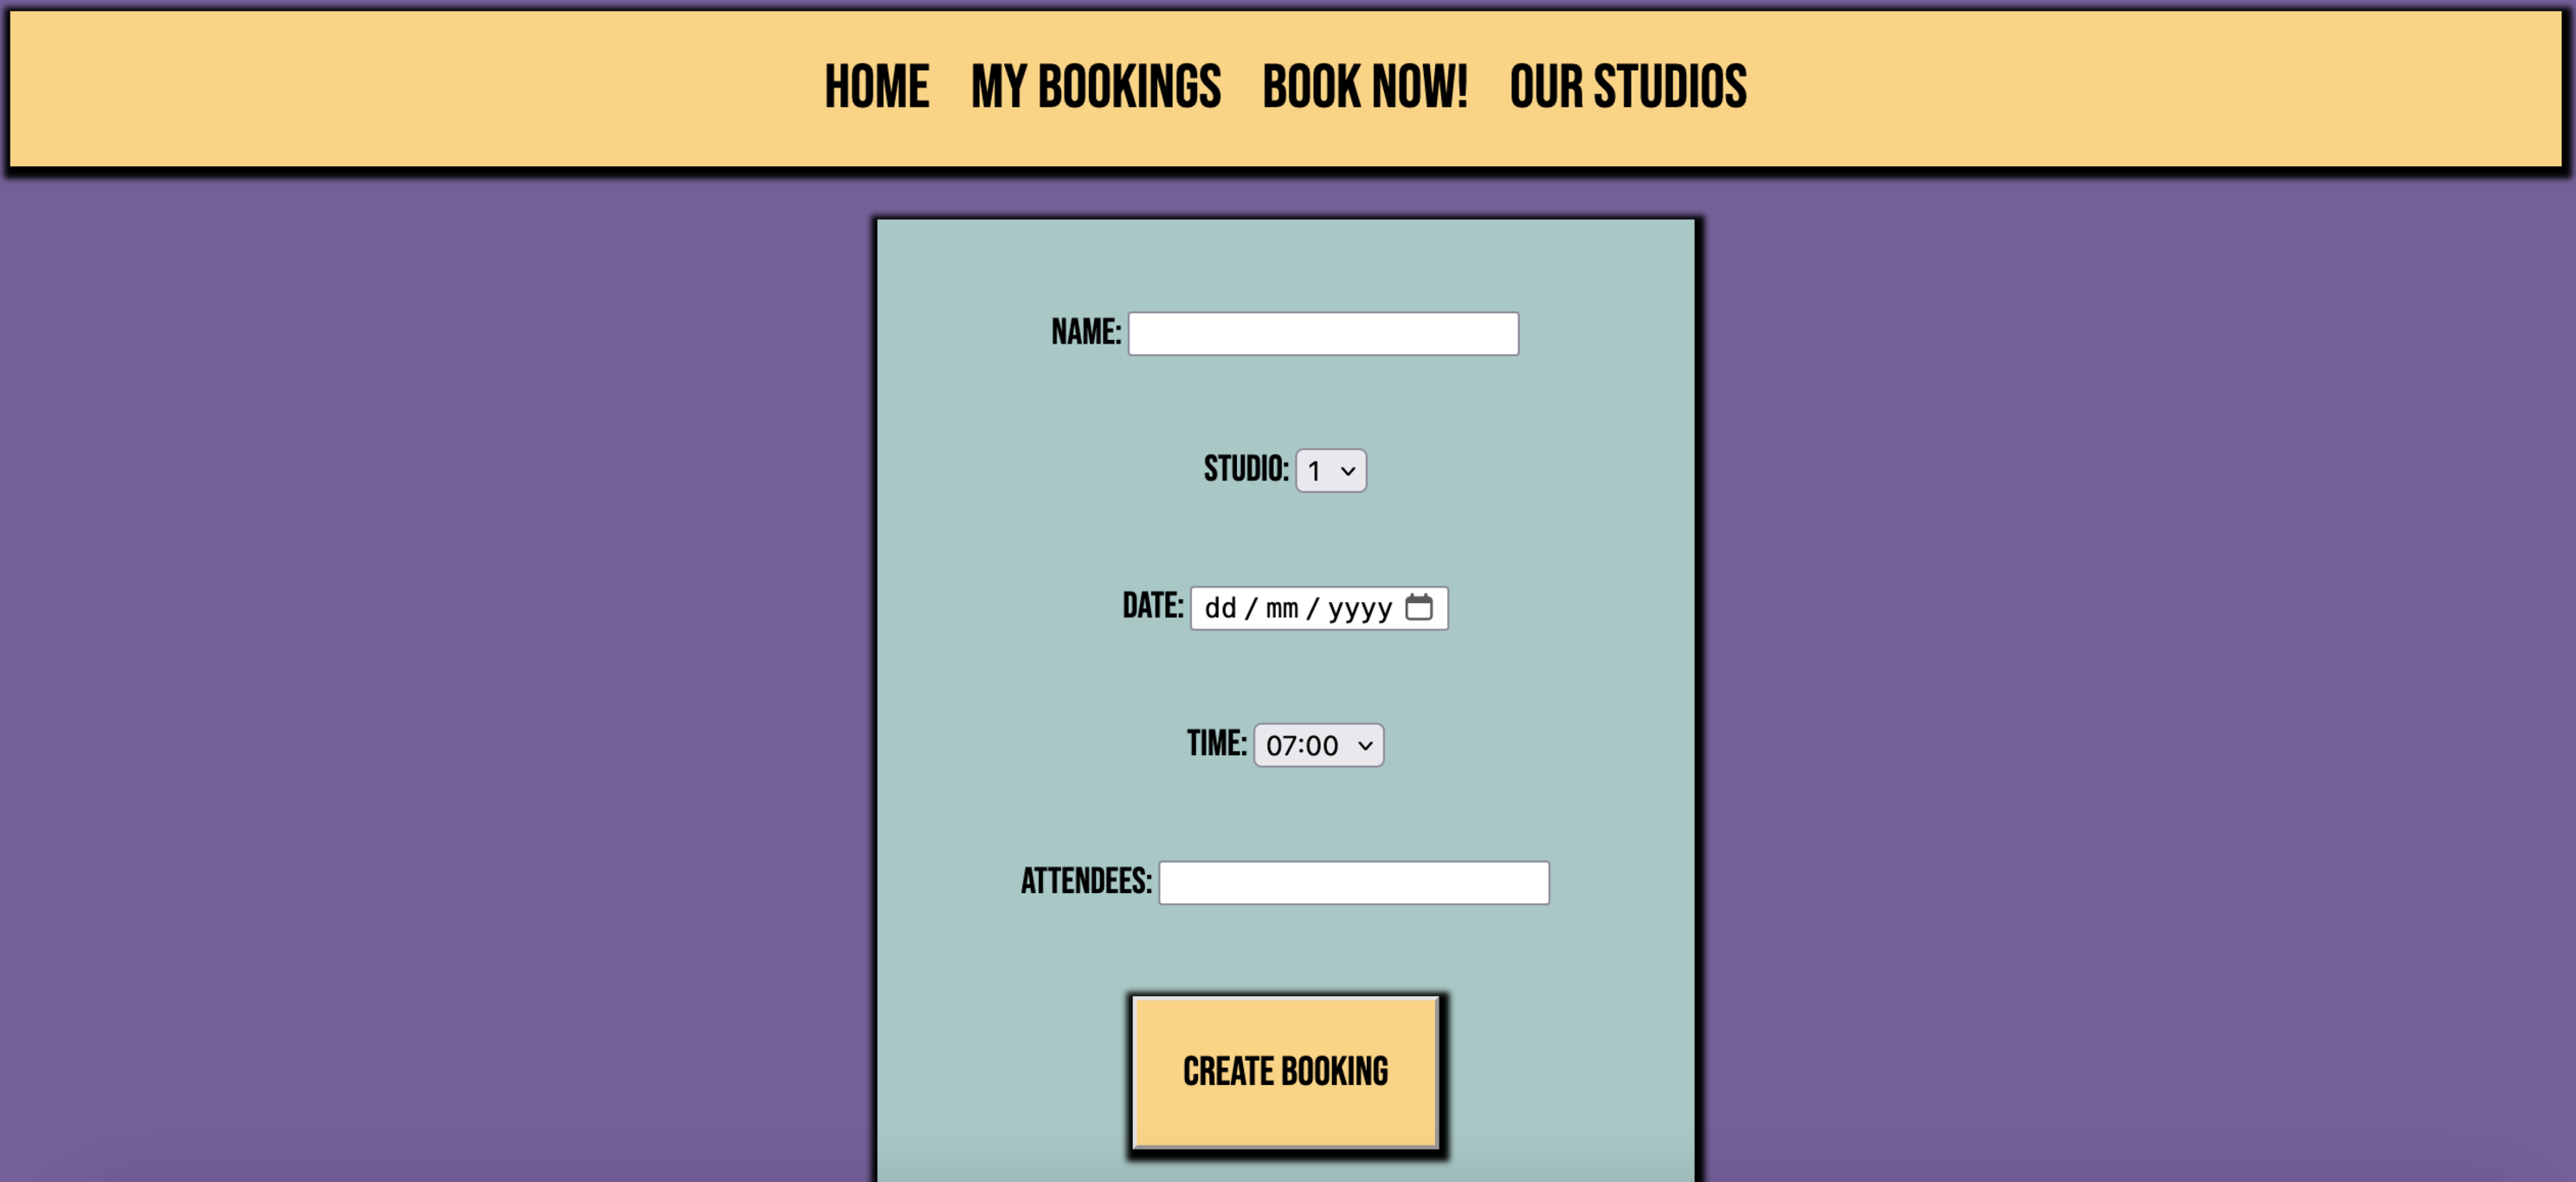 HOME MY BOOKINGS BOOK NOW! OUR STUDIOS
NAME:
STUDIO: 1
DATE: dd / mm / yyyy
TIME: 07:00
ATTENDEES:
CREATE BOOKING